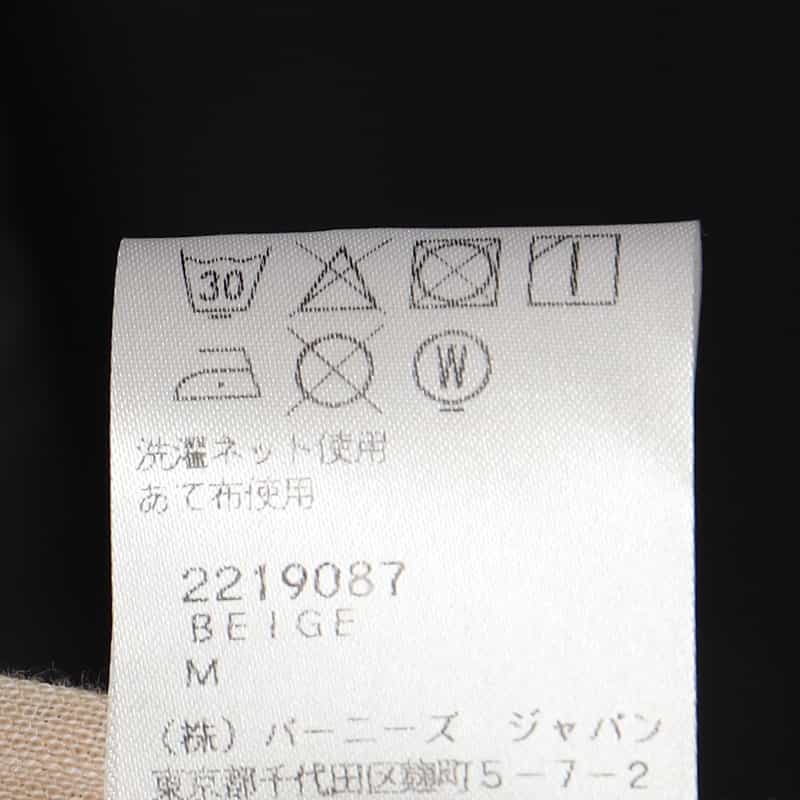 30
W
洗濯ネット使用
あて布使用
2219087
BEIGE
M
(株)バーニーズ ジャパン
東京都千代田区麹町5-7-2